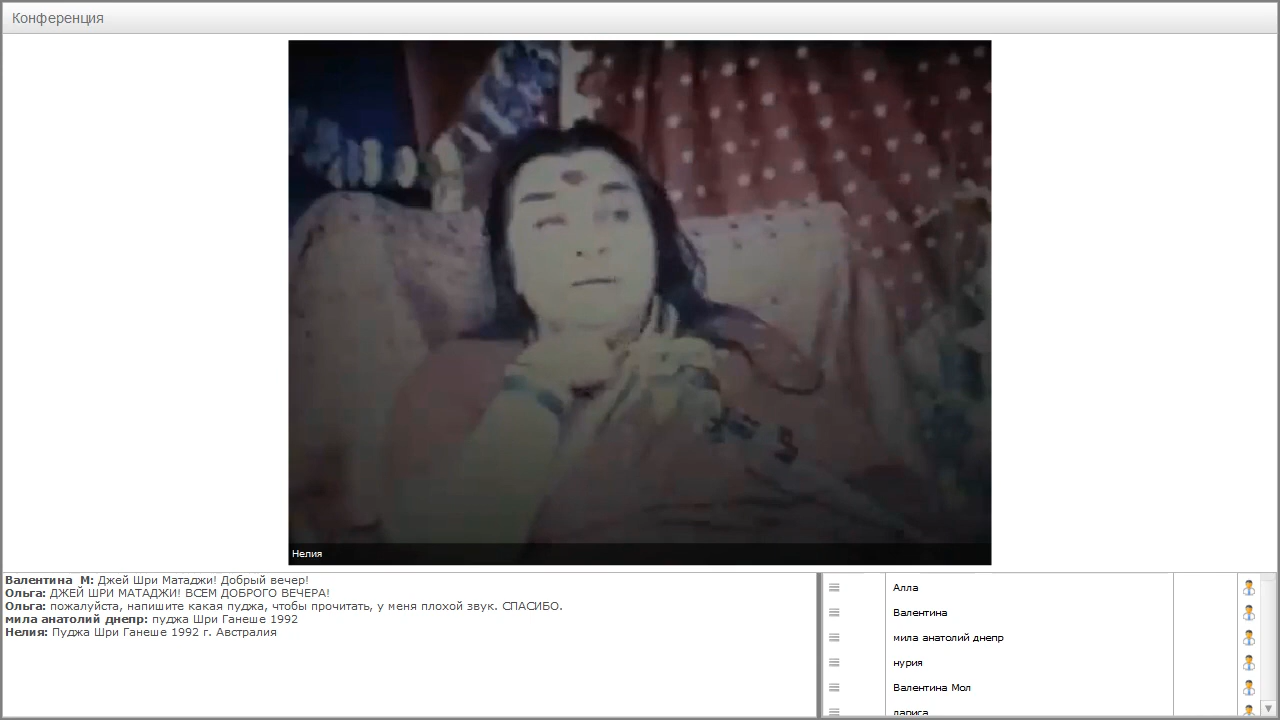 Конференция
Нелия
Валентина М: Джей Шри Матаджи! Добрый вечер!
Ольга: ДЖЕЙ ШРИ МАТАДЖИ! ВСЕМ ДОБРОГО ВЕЧЕРА!
Ольга: пожалуйста, напишите какая пуджа, чтобы прочитать, у меня плохой звук. СПАСИБО.
мила анатолий днепр: пуджа Шри Ганеше 1992
Нелия: Пуджа Шри Ганеше 1992 г. Австралия
Алла
Валентина
мила анатолий днепр
нурия
Валентина Мол
лариса